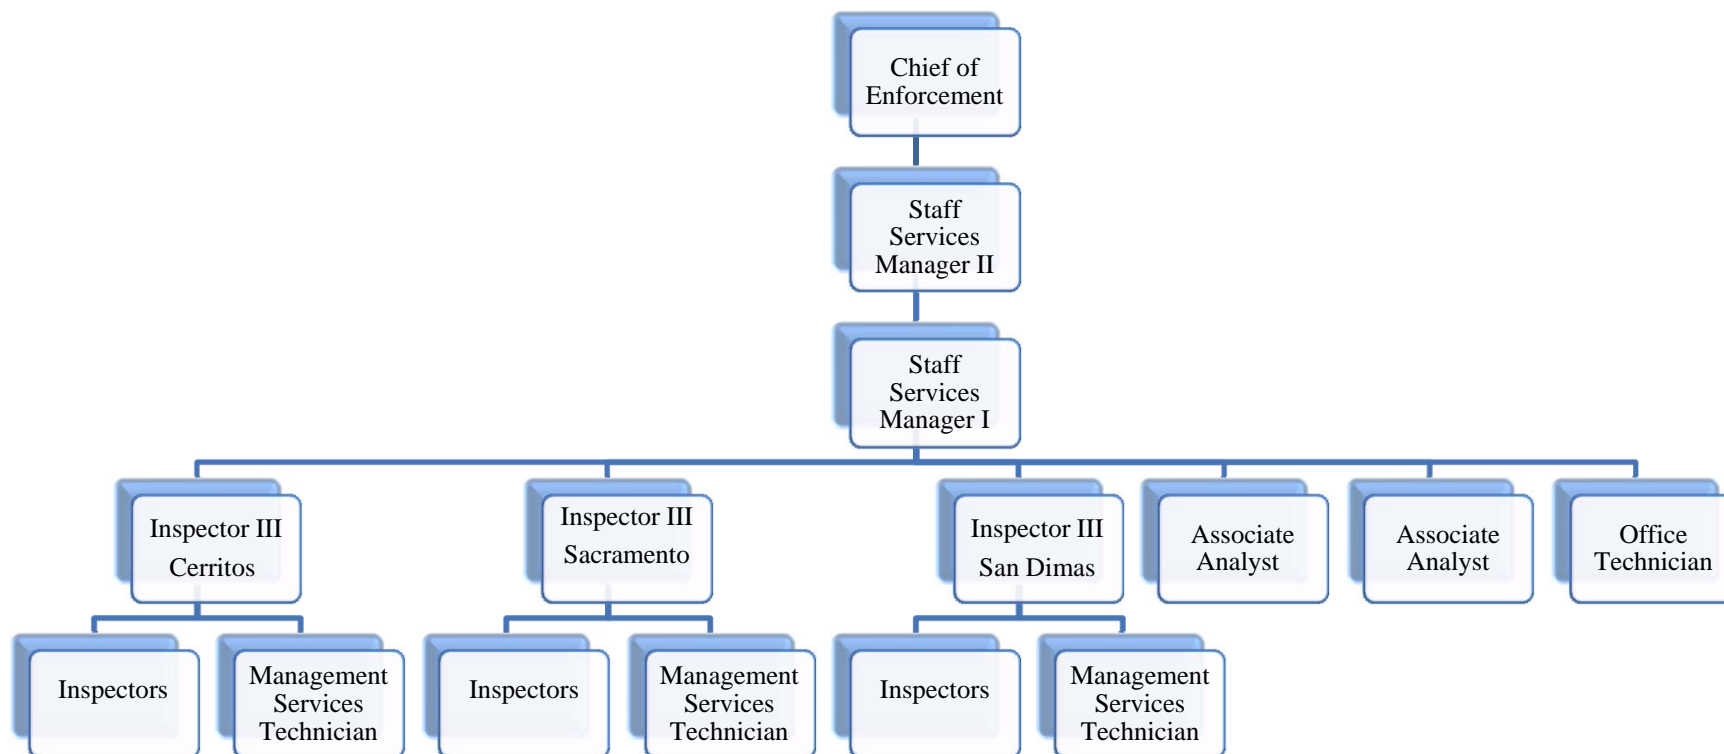 Chief of
Enforcement
Staff
Services
Manager II
Staff
Services
Manager I
Inspector III
Cerritos
Inspector III
Sacramento
Inspector III
San Dimas
Associate
Analyst
Associate
Analyst
Office
Technician
Inspectors
Management
Services
Technician
Inspectors
Management
Services
Technician
Inspectors
Management
Services
Technician